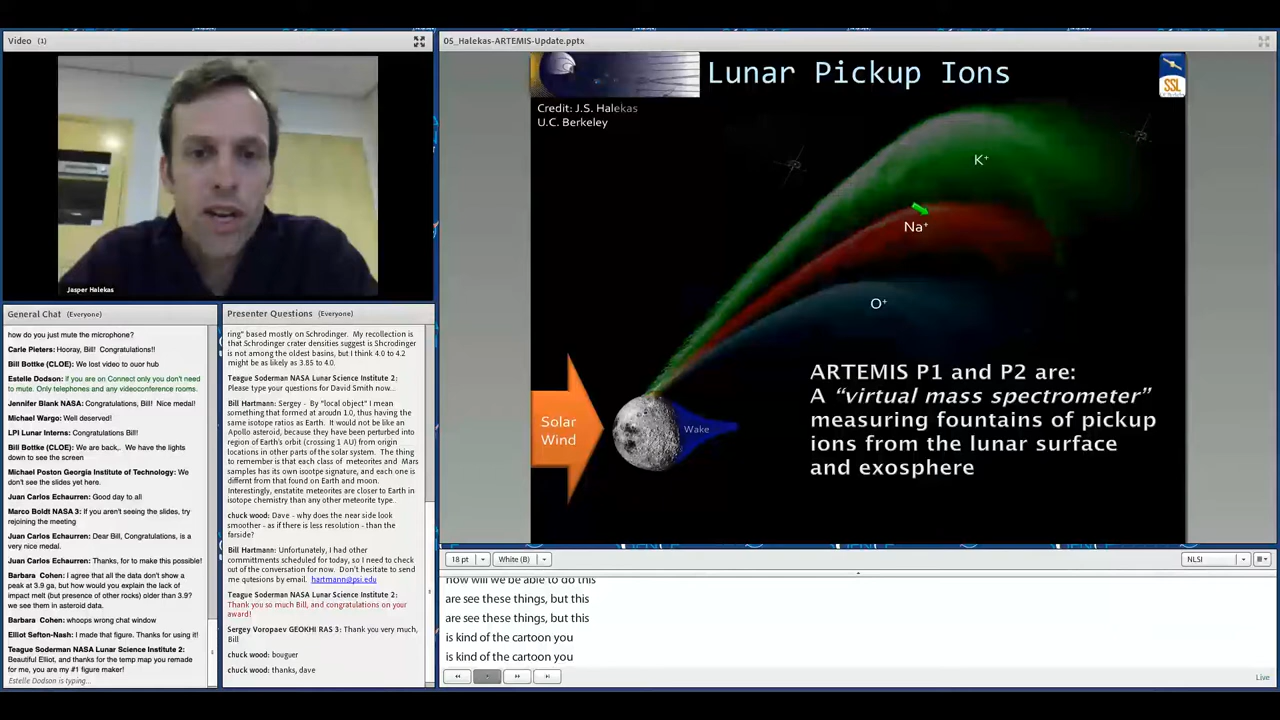 Video (1)
Jasper Halekas
General Chat (Everyone)
how do you just mute the microphone?
Carle Pieters: Hooray, Bill! Congratulations!!
Bill Bottke (CLOE): We lost video to ouor hub
Estelle Dodson: If you are on Connect only you don't need
to mute. Only telephones and any videoconference rooms.
Jennifer Blank NASA: Congratulations, Bill! Nice medal!
Michael Wargo: Well deserved!
LPI Lunar Interns: Congratulations Bill!
Bill Bottke (CLOE): We are back,. We have the lights
down to see the screen
Michael Poston Georgia Institute of Technology: We
don't see the slides yet here.
Juan Carlos Echaurren: Good day to all
Marco Boldt NASA 3: If you aren't seeing the slides, try
rejoining the meeting
Juan Carlos Echaurren: Dear Bill, Congratulations, is a
very nice medal.
Juan Carlos Echaurren: Thanks, for to make this possible!
Barbara Cohen: I agree that all the data don't show a
peak at 3.9 ga, but how would you explain the lack of
impact melt (but presence of other rocks) older than 3.9?
we see them in asteroid data.
Barbara Cohen: whoops wrong chat window
Elliot Sefton-Nash: I made that figure. Thanks for using it!
Teague Soderman NASA Lunar Science Institute 2:
Beautiful Elliot, and thanks for the temp map you remade
for me, you are my #1 figure maker!
Estelle Dodson is typing...
Presenter Questions (Everyone)
ring" based mostly on Schrodinger. My recollection is
that Schrodinger crater densities suggest is Shcrodinger
is not among the oldest basins, but I think 4.0 to 4.2
might be as likely as 3.85 to 4.0.
Teague Soderman NASA Lunar Science Institute 2:
Please type your questions for David Smith now...
Bill Hartmann: Sergey - By "local object" I mean
something that formed at aroudn 1.0, thus having the
same isotope ratios as Earth. It would not be like an
Apollo asteroid, because they have been perturbed into
region of Earth's orbit (crossing 1 AU) from origin
locations in other parts of the solar system. The thing
to remember is that each class of meteorites and Mars
samples has its own isotpe signature, and each one is
differnt from that found on Earth and moon.
Interestingly, enstatite meteorites are closer to Earth in
isotope chemistry than any other meteorite type..
chuck wood: Dave - why does the near side look
smoother - as if there is less resolution - than the
farside?
Bill Hartmann: Unfortunately, I had other
committments scheduled for today, so I need to check
out of the conversation for now. Don't hesitate to
send me qutesions by email. hartmann@psi.edu
Teague Soderman NASA Lunar Science Institute 2:
Thank you so much Bill, and congratulations on your
award!
Sergey Voropaev GEOKHI RAS 3: Thank you very much,
Bill
chuck wood: bouguer
chuck wood: thanks, dave
05_Halekas-ARTEMIS-Update.pptx
Lunar Pickup Ions
SSL
Credit: J.S. Halekas
U.C. Berkeley
K+
Na+
O+
Solar
Wind
Wake
ARTEMIS P1 and P2 are:
A “virtual mass spectrometer”
measuring fountains of pickup
ions from the lunar surface
and exosphere
18 pt
White (B)
NLSI
how will we be able to do this
are see these things, but this
are see these things, but this
is kind of the cartoon you
is kind of the cartoon you
Live